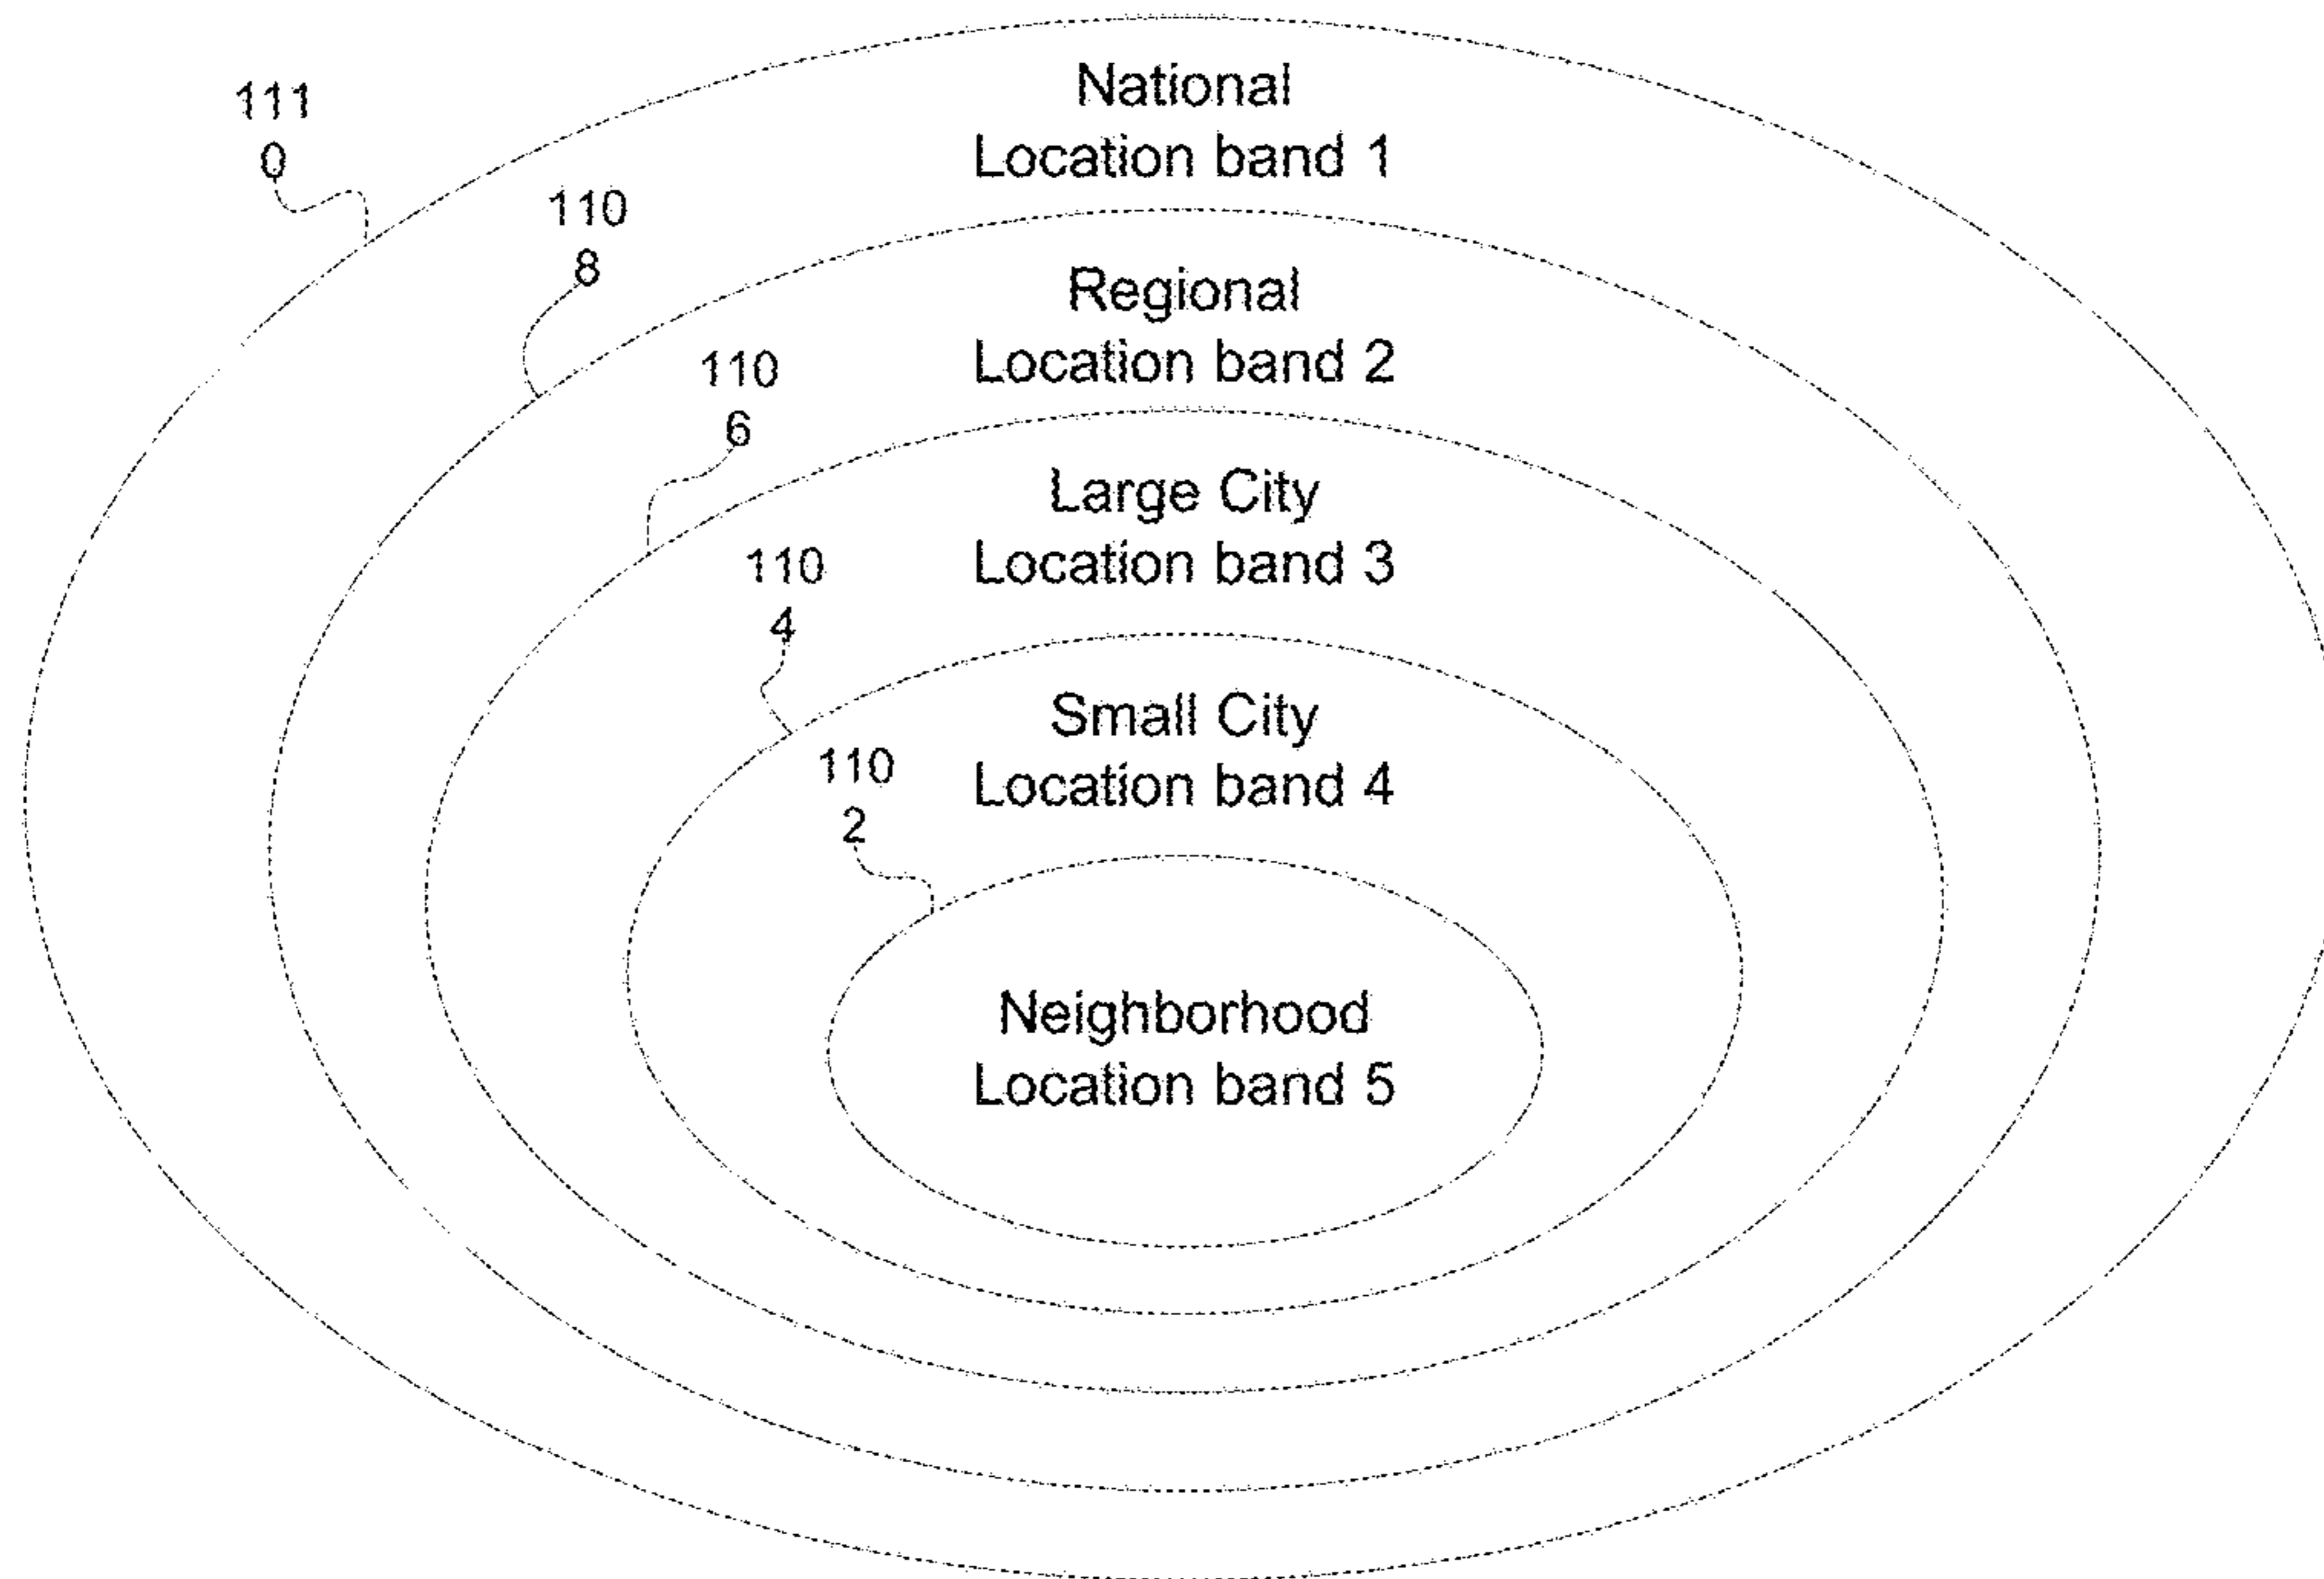 National
Location band 1
111
0
110
8
Regional
Location band 2
110
6
Large City
Location band 3
110
4
Small City
Location band 4
110
2
Neighborhood
Location band 5